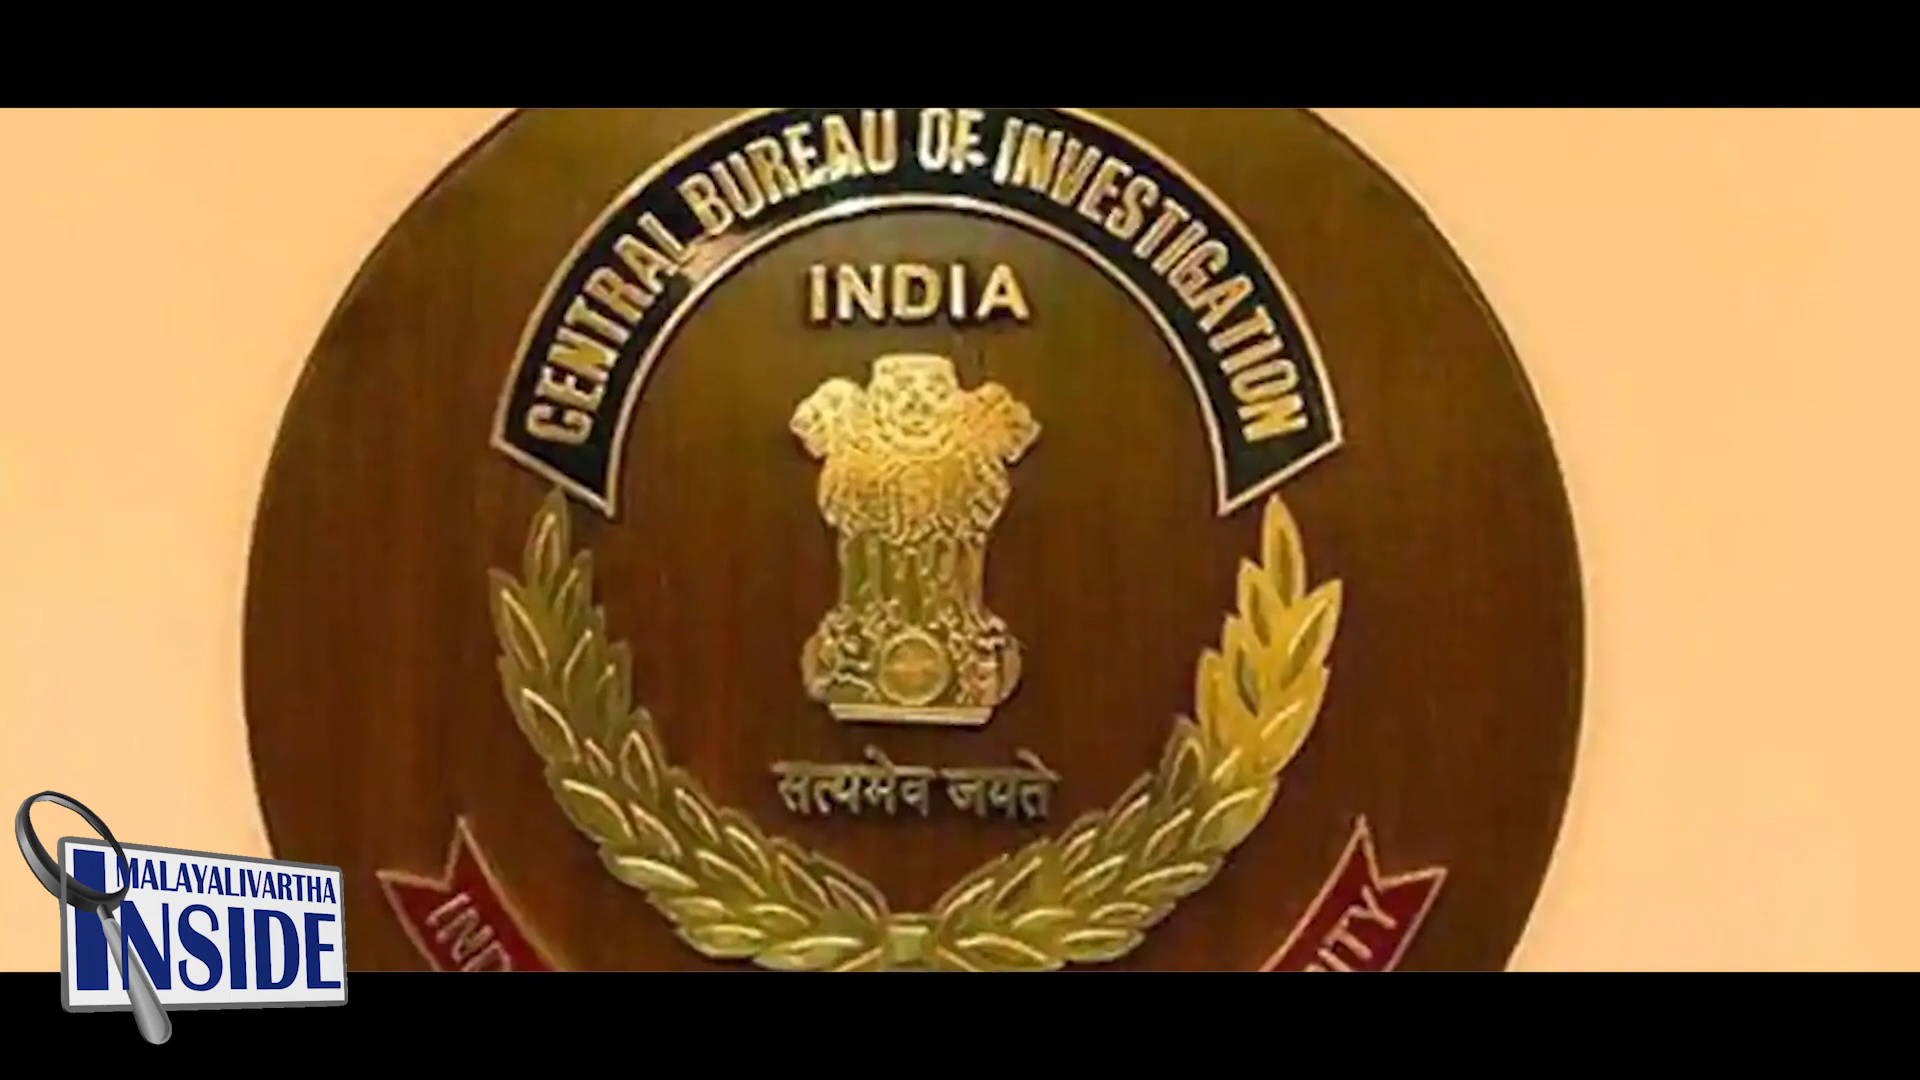 CENTRAL BUREAU OF INVESTIGATION
INDIA
सत्यमेव जयते
MALAYALIVARTHA
INSIDE